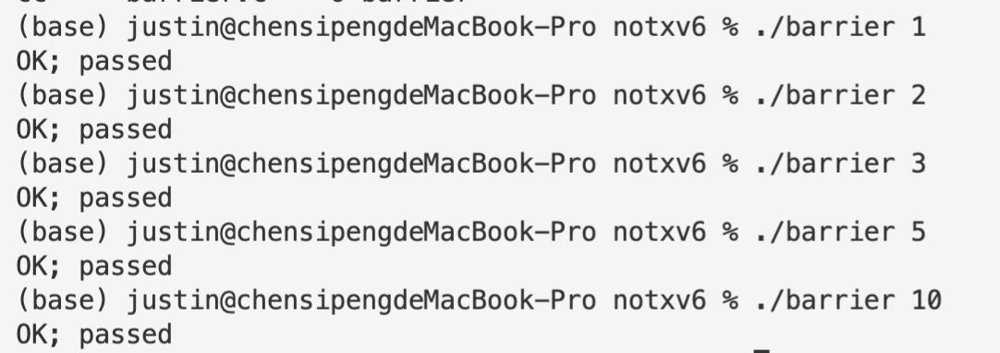 (base) justin@chensipengdeMacBook-Pro notxv6 % ./barrier 1
OK; passed
(base) justin@chensipengdeMacBook-Pro notxv6 % ./barrier 2
OK; passed
(base) justin@chensipengdeMacBook-Pro notxv6 % ./barrier 3
OK; passed
(base) justin@chensipengdeMacBook-Pro notxv6 % ./barrier 5
OK; passed
(base) justin@chensipengdeMacBook-Pro notxv6 % ./barrier 10
OK; passed